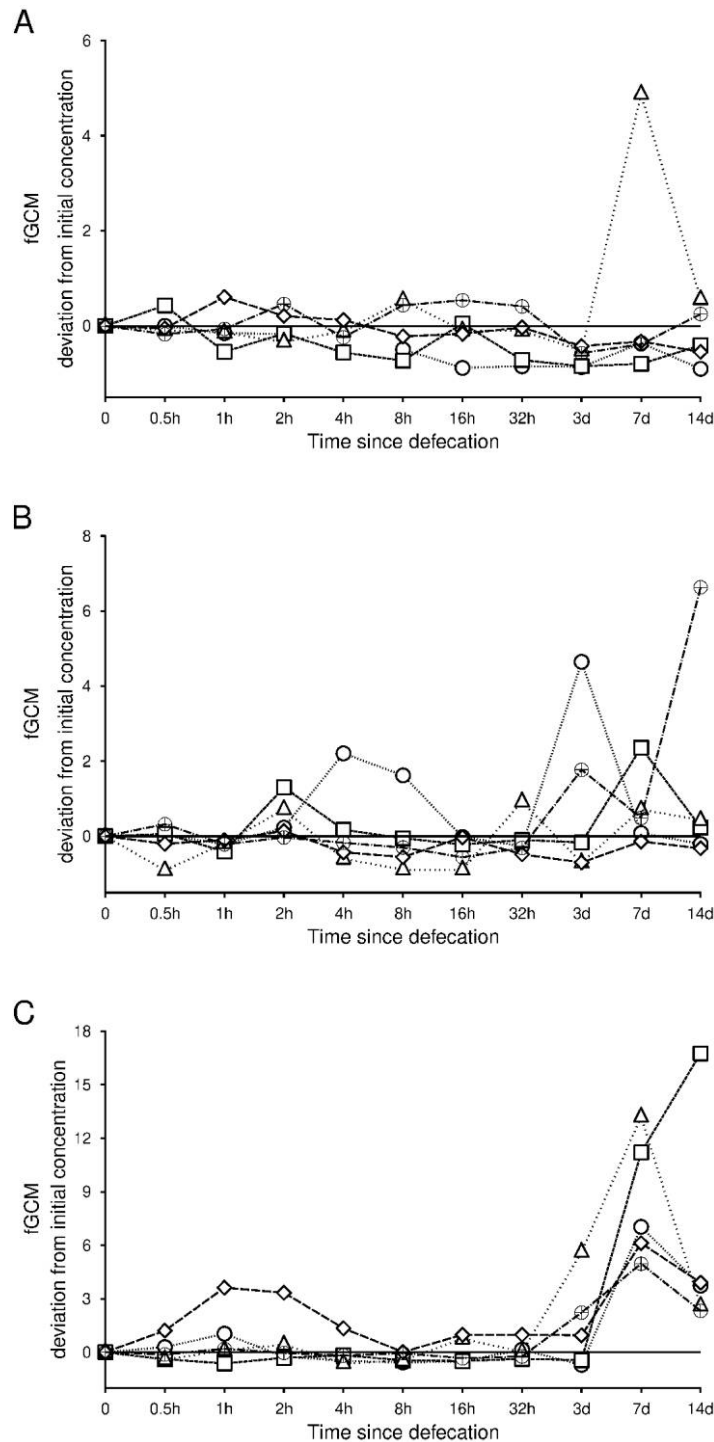 A
6
4
2
0
fGCM
deviation from initial concentration
0 0.5h 1h 2h 4h 8h 16h 32h 3d 7d 14d
Time since defecation
B
8
6
4
2
0
fGCM
deviation from initial concentration
0 0.5h 1h 2h 4h 8h 16h 32h 3d 7d 14d
Time since defecation
C
18
15
12
9
6
3
0
fGCM
deviation from initial concentration
0 0.5h 1h 2h 4h 8h 16h 32h 3d 7d 14d
Time since defecation